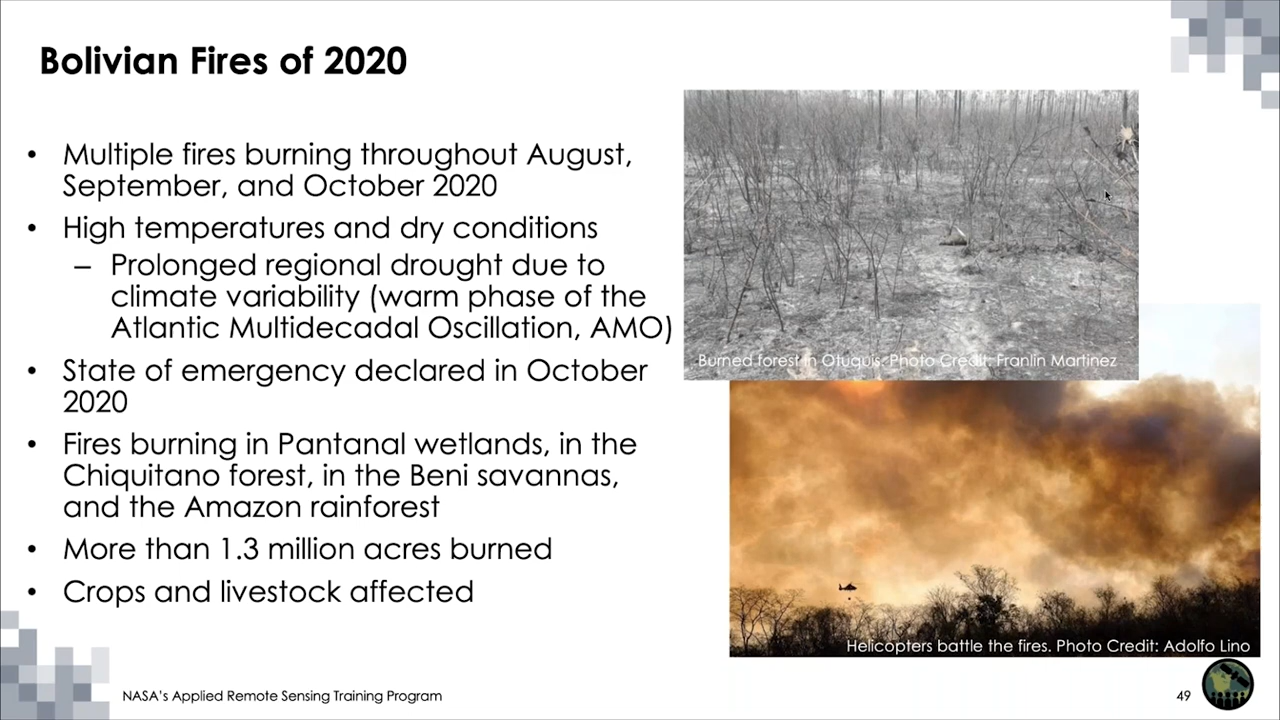 Bolivian Fires of 2020
• Multiple fires burning throughout August,
September, and October 2020
• High temperatures and dry conditions
– Prolonged regional drought due to
climate variability (warm phase of the
Atlantic Multidecadal Oscillation, AMO)
• State of emergency declared in October
2020
• Fires burning in Pantanal wetlands, in the
Chiquitano forest, in the Beni savannas,
and the Amazon rainforest
• More than 1.3 million acres burned
• Crops and livestock affected
Burned forest in Otuquis. Photo Credit: Franlin Martinez
Helicopters battle the fires. Photo Credit: Adolfo Lino
NASA's Applied Remote Sensing Training Program
49